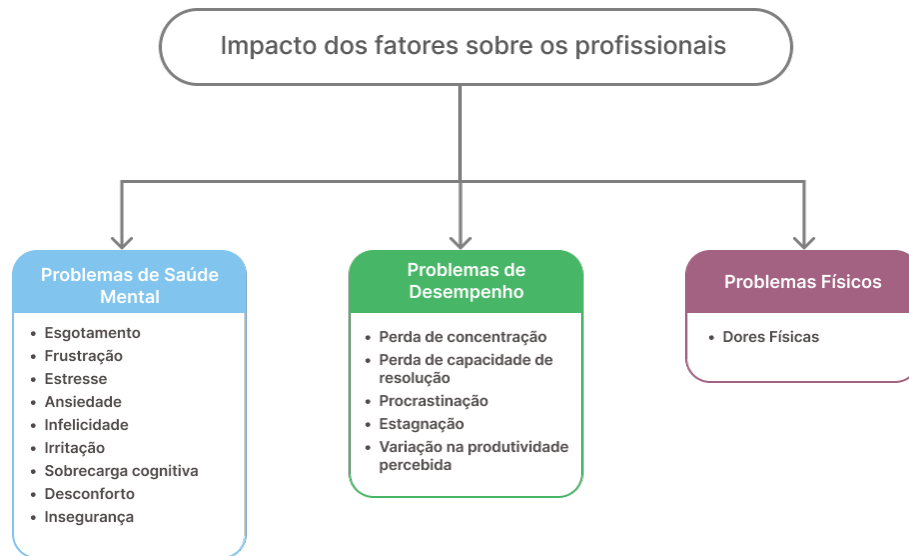 Impacto dos fatores sobre os profissionais
Problemas de Saúde
Mental
• Esgotamento
• Frustração
• Estresse
• Ansiedade
• Infelicidade
• Irritação
• Sobrecarga cognitiva
• Desconforto
• Insegurança
Problemas de
Desempenho
• Perda de concentração
• Perda de capacidade de
resolução
• Procrastinação
• Estagnação
• Variação na produtividade
percebida
Problemas Físicos
• Dores Físicas